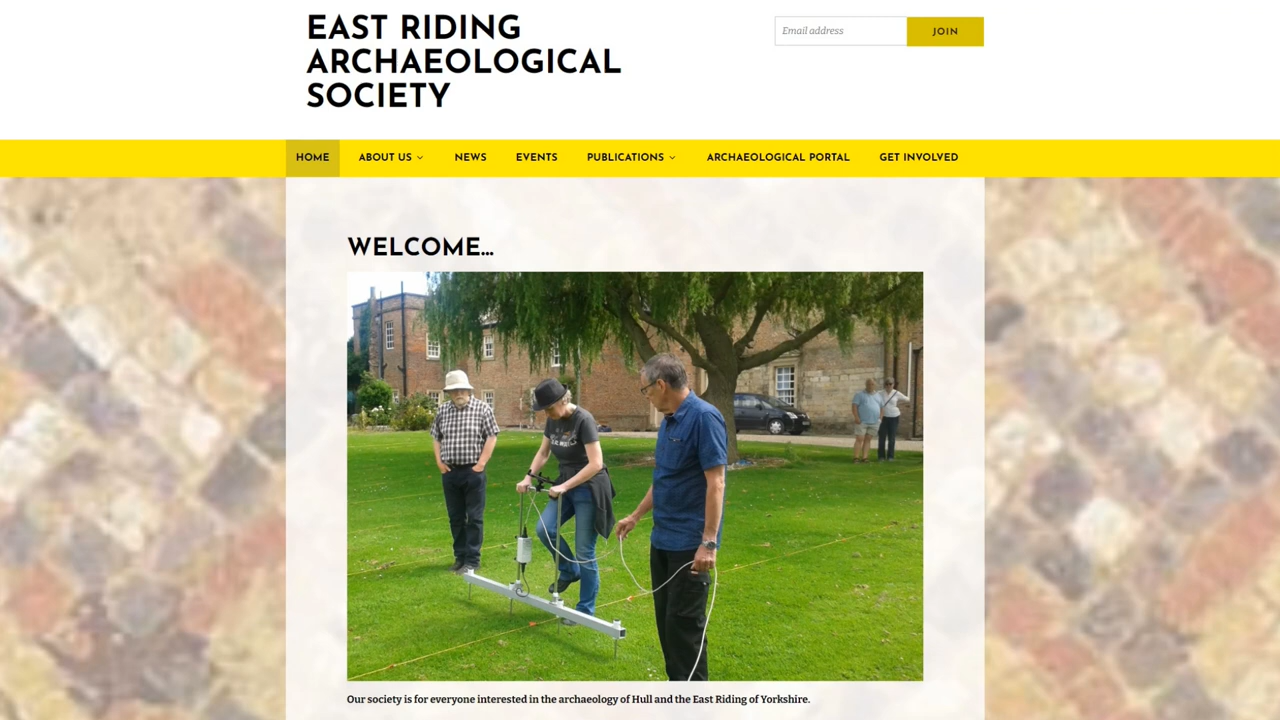 EAST RIDING
ARCHAEOLOGICAL
SOCIETY
Email address
JOIN
HOME
ABOUT US
NEWS
EVENTS
PUBLICATIONS
ARCHAEOLOGICAL PORTAL
GET INVOLVED
WELCOME...
Our society is for everyone interested in the archaeology of Hull and the East Riding of Yorkshire.